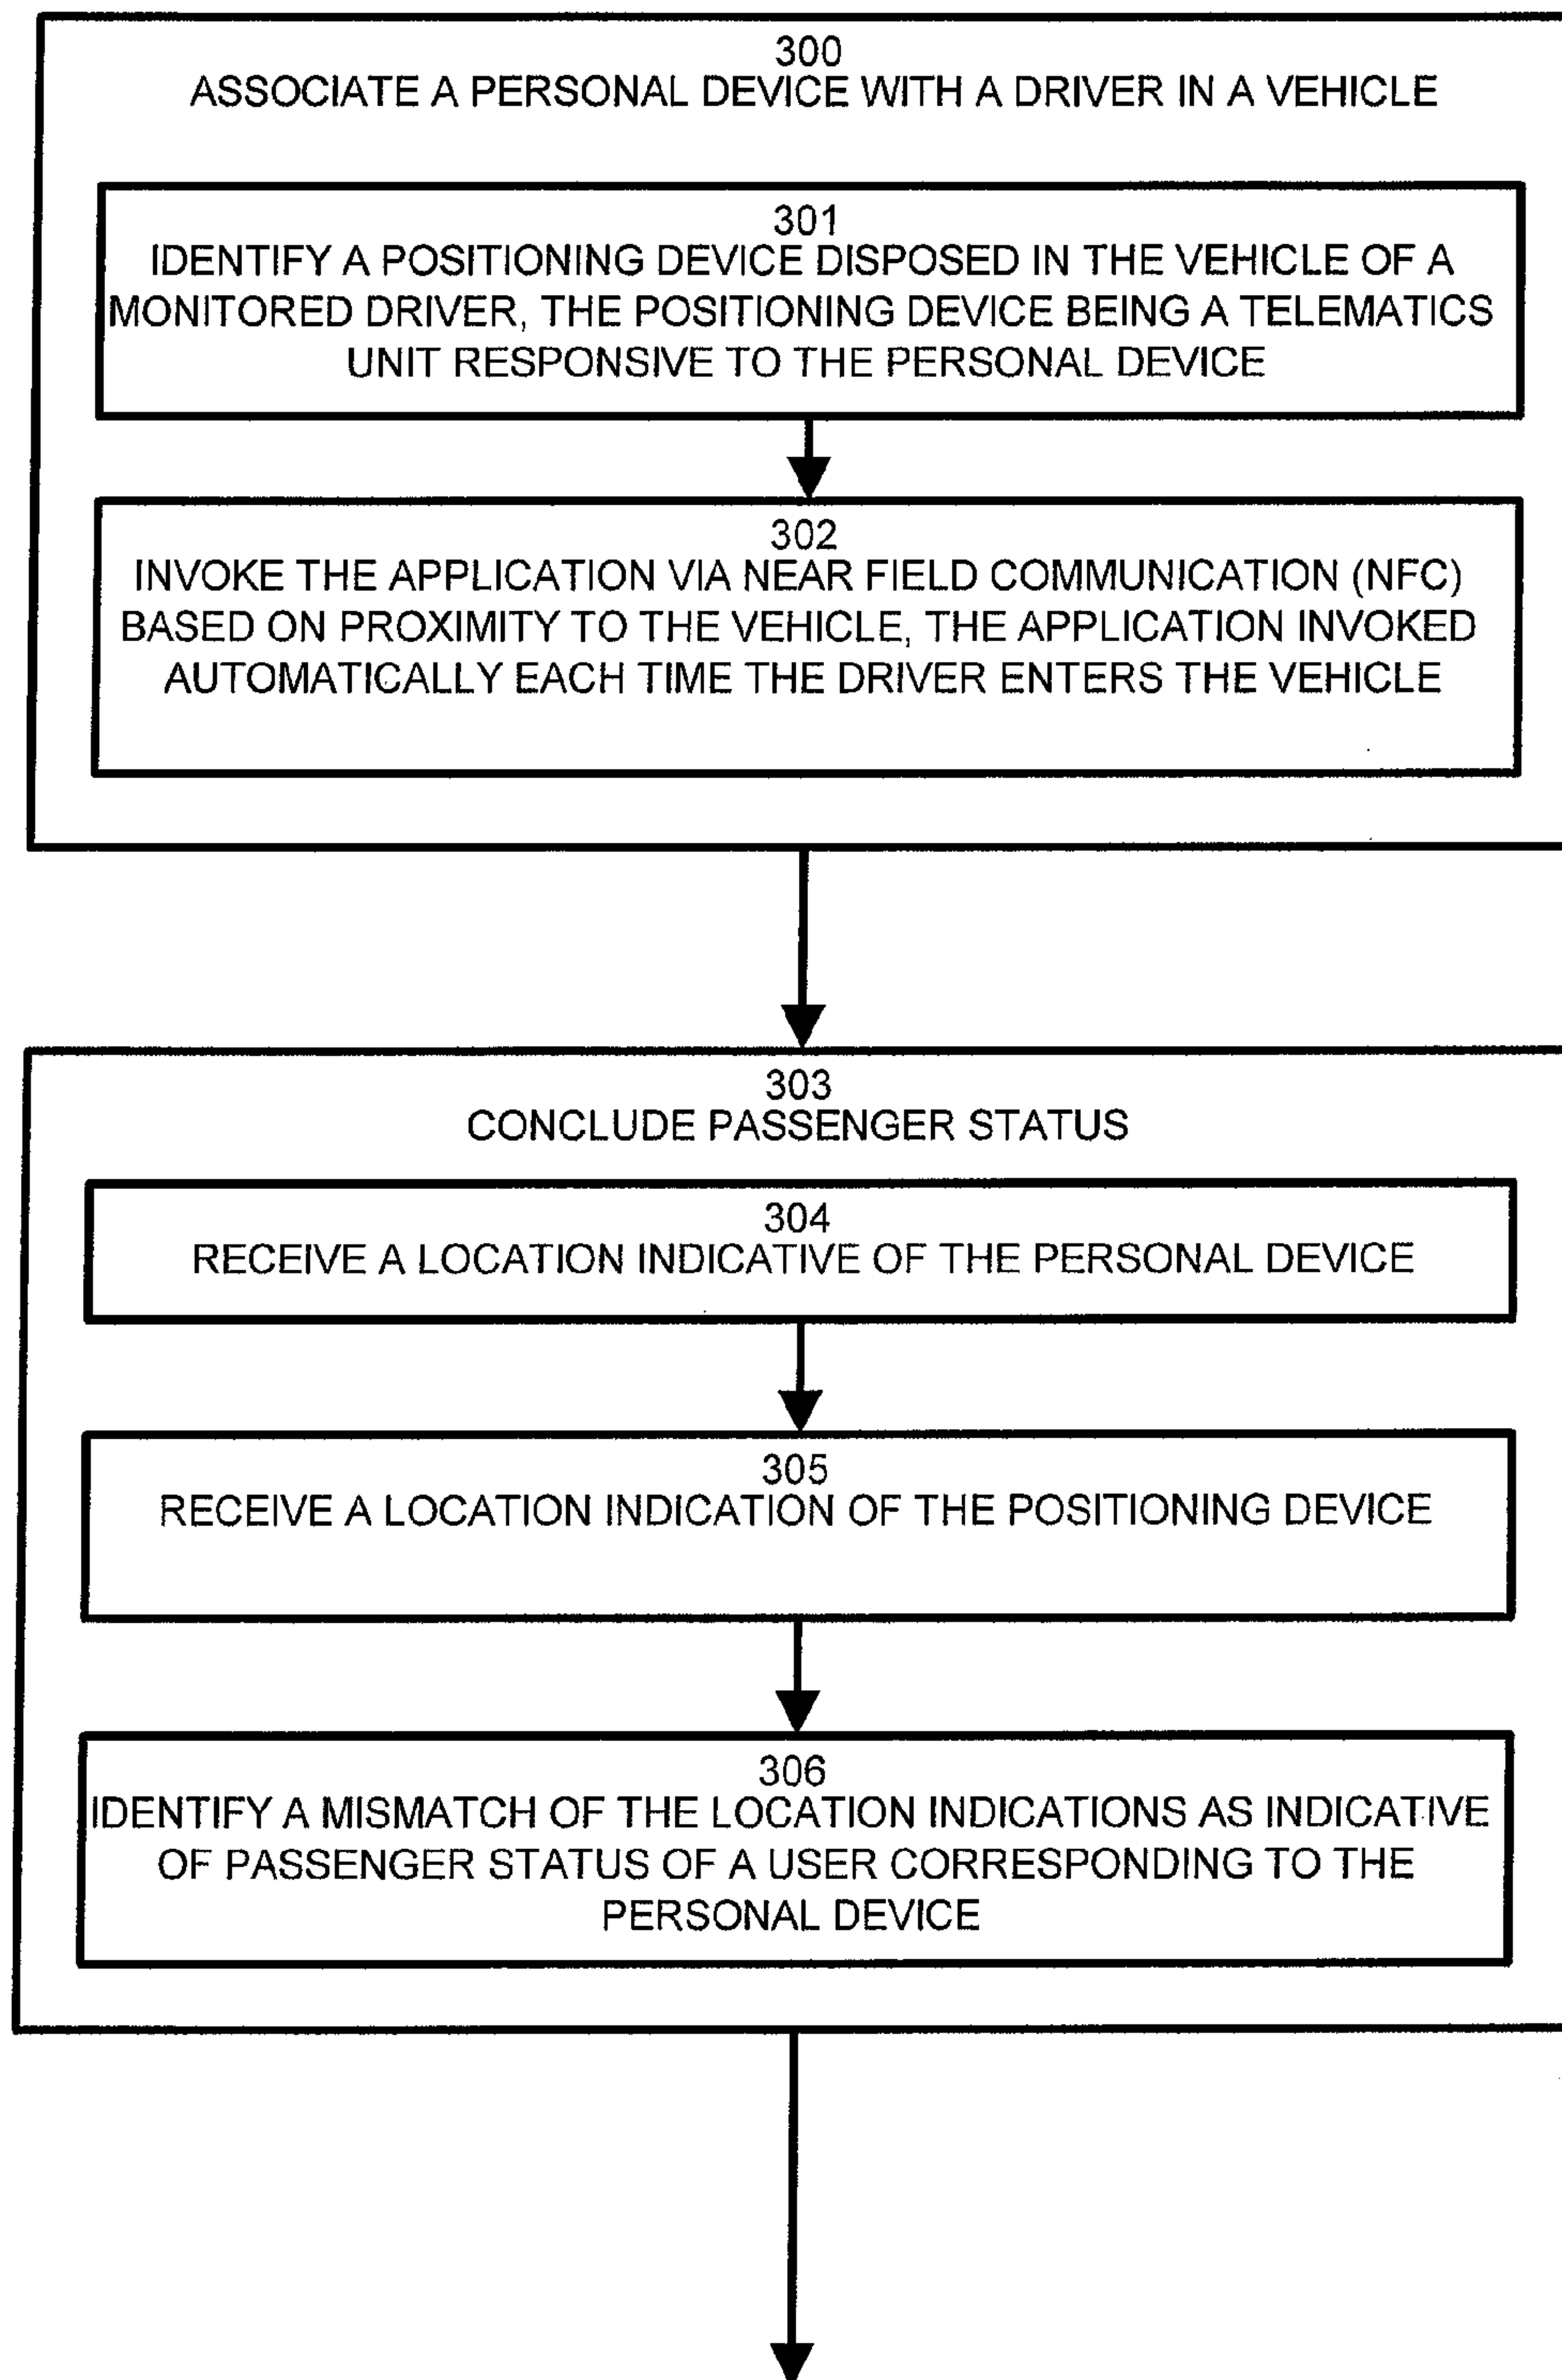 300
ASSOCIATE A PERSONAL DEVICE WITH A DRIVER IN A VEHICLE
301
IDENTIFY A POSITIONING DEVICE DISPOSED IN THE VEHICLE OF A
MONITORED DRIVER, THE POSITIONING DEVICE BEING A TELEMATICS
UNIT RESPONSIVE TO THE PERSONAL DEVICE
302
INVOKE THE APPLICATION VIA NEAR FIELD COMMUNICATION (NFC)
BASED ON PROXIMITY TO THE VEHICLE, THE APPLICATION INVOKED
AUTOMATICALLY EACH TIME THE DRIVER ENTERS THE VEHICLE
303
CONCLUDE PASSENGER STATUS
304
RECEIVE A LOCATION INDICATIVE OF THE PERSONAL DEVICE
305
RECEIVE A LOCATION INDICATION OF THE POSITIONING DEVICE
306
IDENTIFY A MISMATCH OF THE LOCATION INDICATIONS AS INDICATIVE
OF PASSENGER STATUS OF A USER CORRESPONDING TO THE
PERSONAL DEVICE